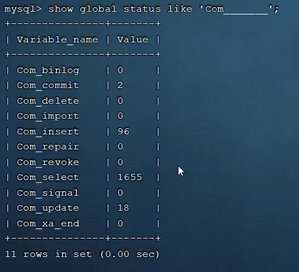 mysql> show global status like 'Com_______';
+---------------+-------+
| Variable_name | Value |
+---------------+-------+
| Com_binlog    | 0     |
| Com_commit    | 2     |
| Com_delete    | 0     |
| Com_import    | 0     |
| Com_insert    | 96    |
| Com_repair    | 0     |
| Com_revoke    | 0     |
| Com_select    | 1655  |
| Com_signal    | 0     |
| Com_update    | 18    |
| Com_xa_end    | 0     |
+---------------+-------+
11 rows in set (0.00 sec)